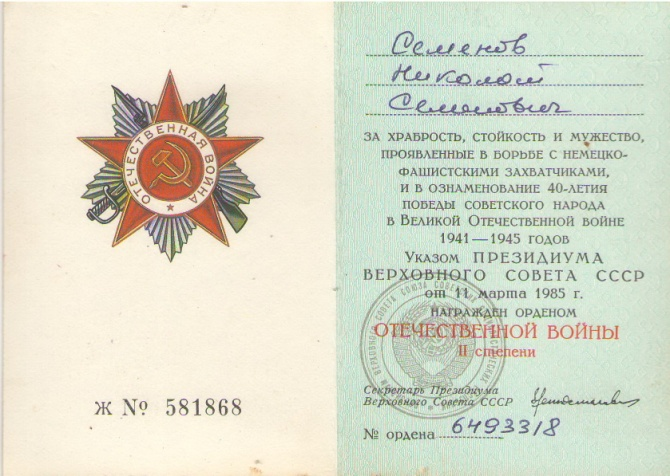 ОТЕЧЕСТВЕННАЯ ВОЙНА
Ж № 581868
Семенов
Николай
Семенович
ЗА ХРАБРОСТЬ, СТОЙКОСТЬ И МУЖЕСТВО,
ПРОЯВЛЕННЫЕ В БОРЬБЕ С НЕМЕЦКО-
ФАШИСТСКИМИ ЗАХВАТЧИКАМИ,
И В ОЗНАМЕНОВАНИЕ 40-ЛЕТИЯ
ПОБЕДЫ СОВЕТСКОГО НАРОДА
В ВЕЛИКОЙ ОТЕЧЕСТВЕННОЙ ВОЙНЕ
1941—1945 ГОДОВ
УКАЗОМ ПРЕЗИДИУМА
ВЕРХОВНОГО СОВЕТА СССР
от 11 марта 1985 г.
НАГРАЖДЕН ОРДЕНОМ
ОТЕЧЕСТВЕННОЙ ВОЙНЫ
II степени
Секретарь Президиума
Верховного Совета СССР
№ ордена 6493318